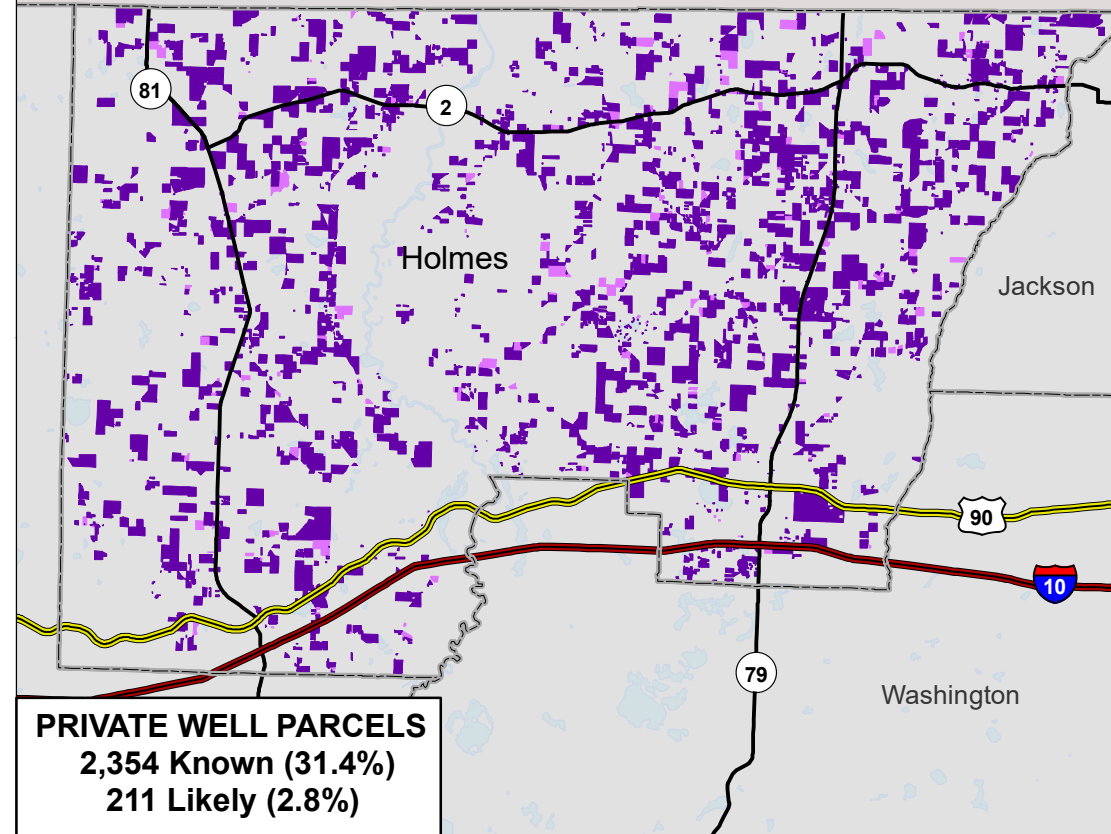 81
2
Holmes
Jackson
90
10
79
Washington
PRIVATE WELL PARCELS
2,354 Known (31.4%)
211 Likely (2.8%)